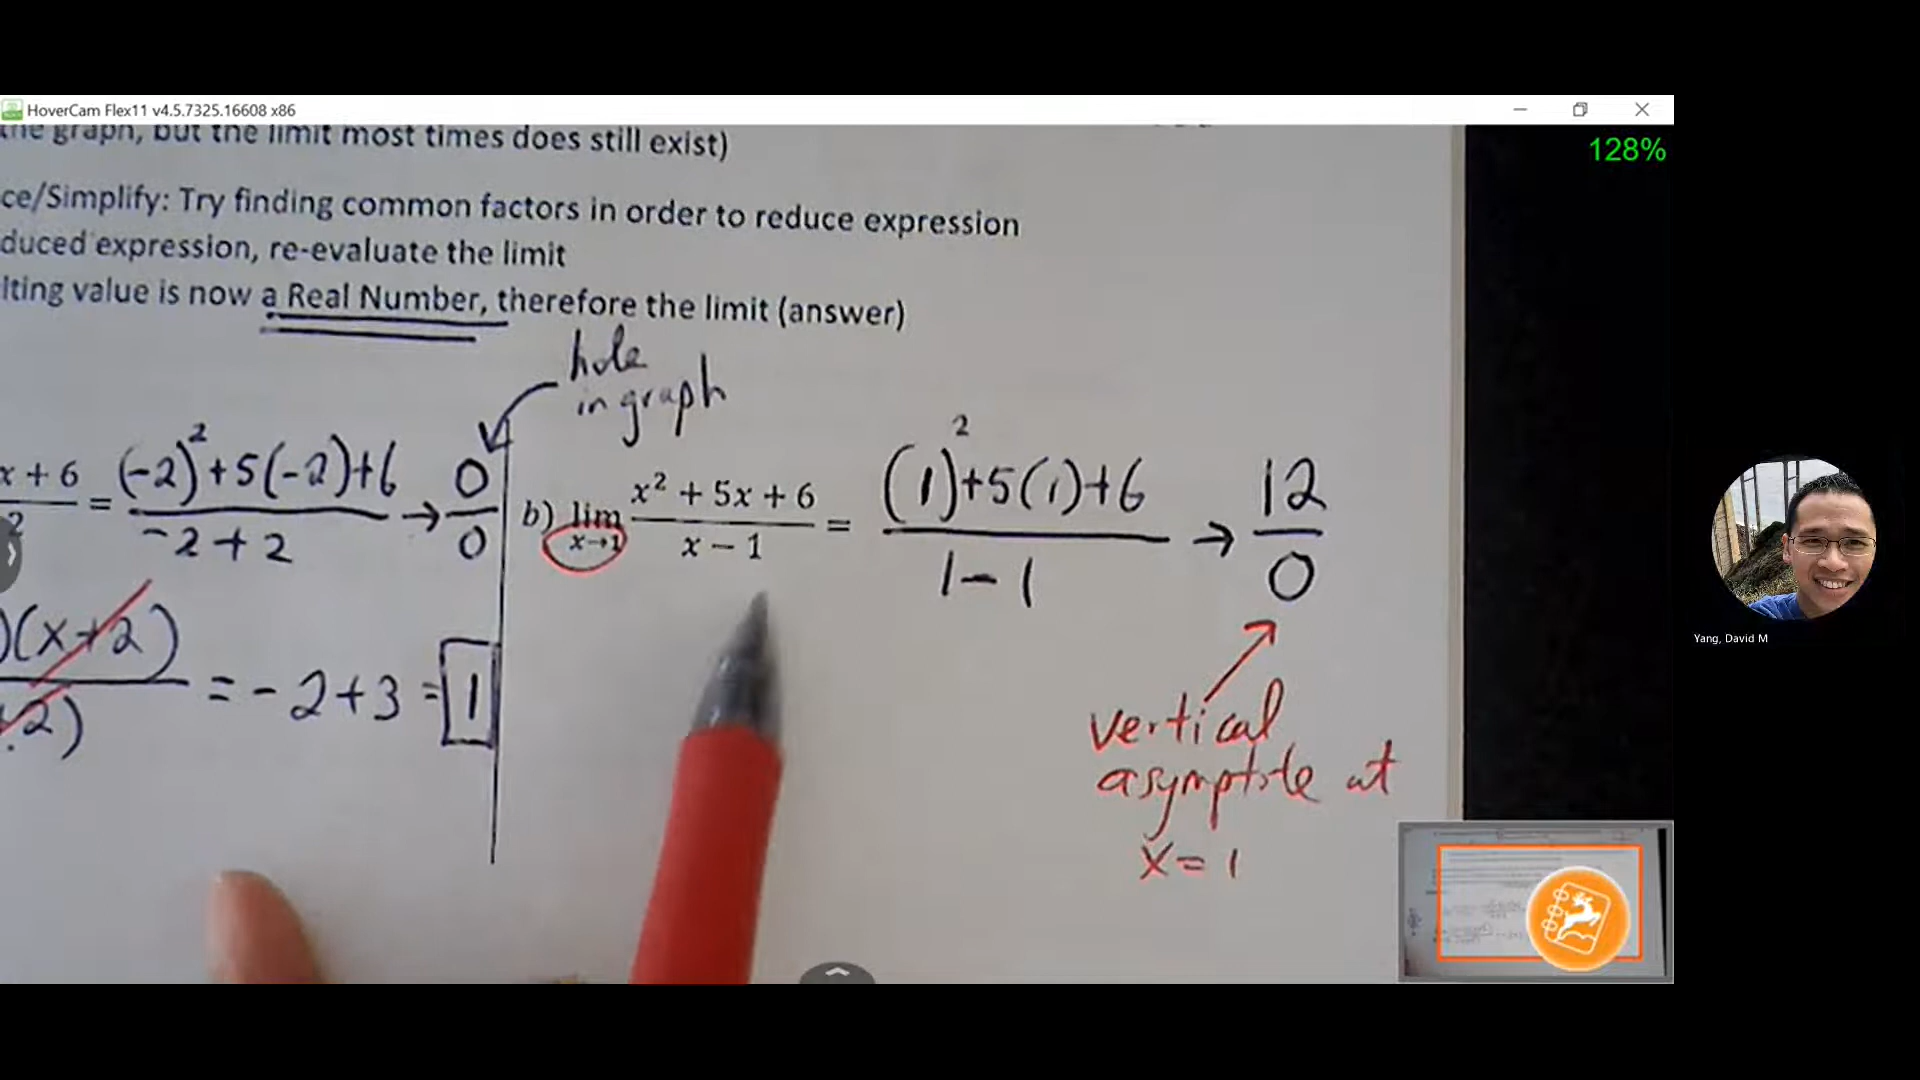 HoverCam Flex11 v4.5.7325.16608 x86
128%
the graph, but the limit most times does still exist)
ce/Simplify: Try finding common factors in order to reduce expression
duced expression, re-evaluate the limit
lting value is now a Real Number, therefore the limit (answer)
hole
in graph
x + 6 / 2 = (-2)² + 5(-2) + 6 / -2 + 2 → 0/0
)(x+2) / +2) = -2 + 3 = 1
b) lim x→1 x² + 5x + 6 / x − 1 = (1)² + 5(1) + 6 / 1 - 1 → 12/0
vertical
asymptote at
x = 1
Yang, David M